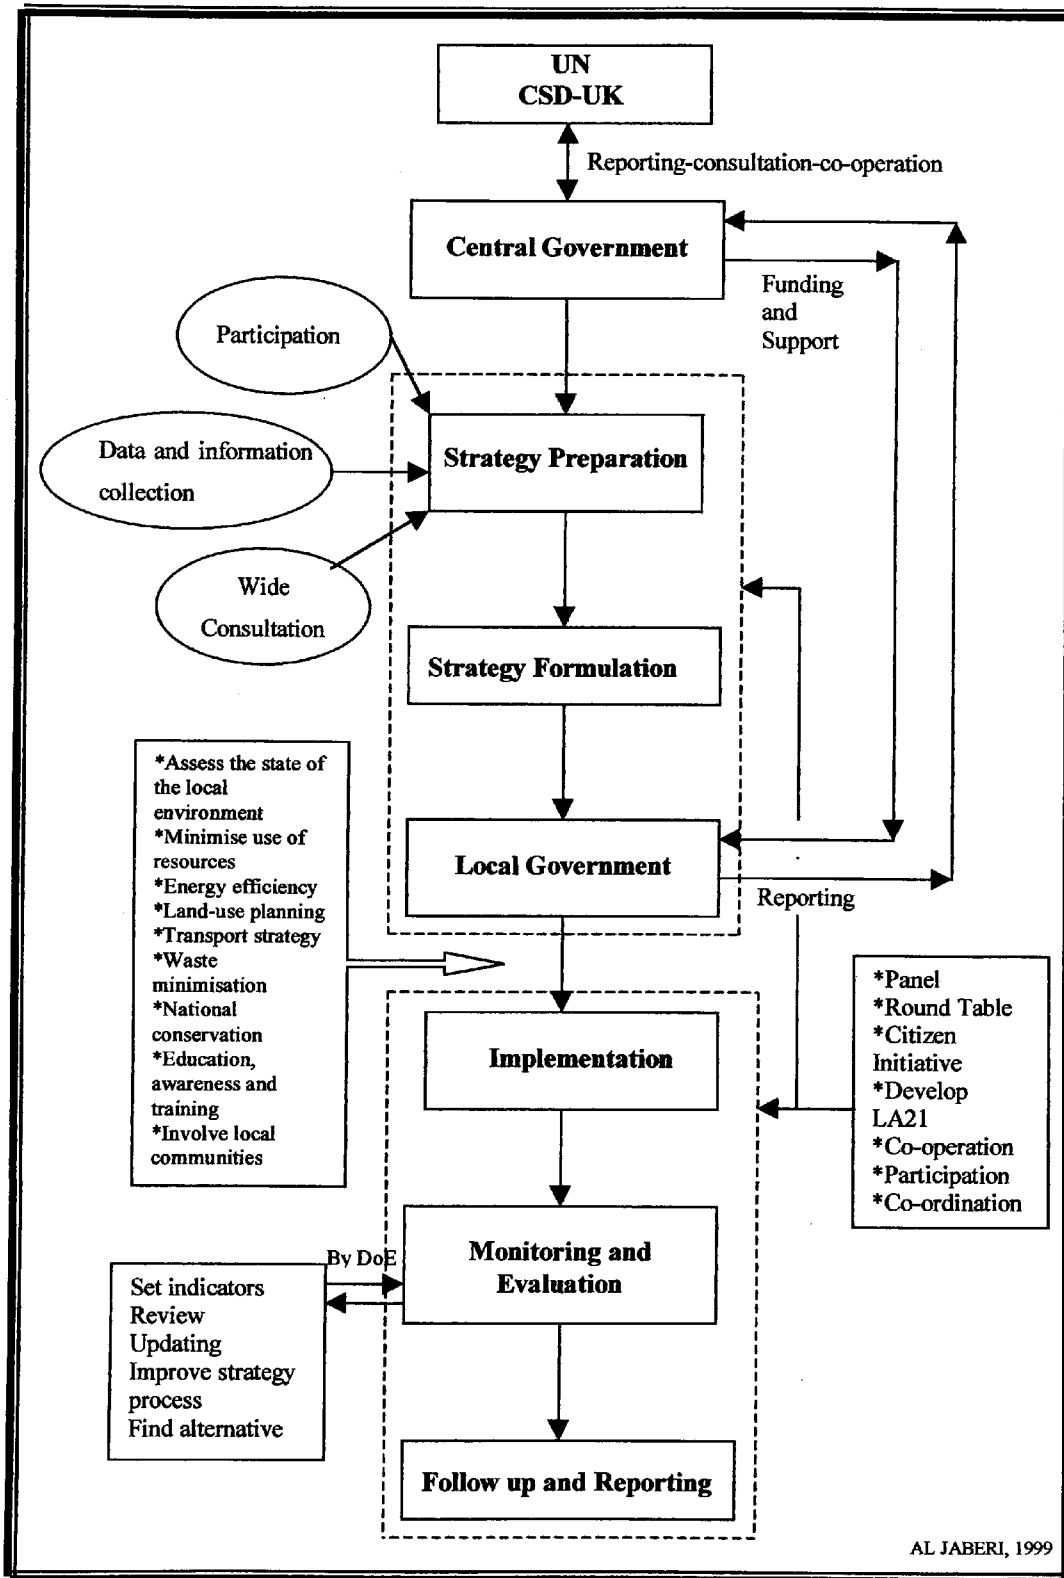 UN
CSD-UK
Reporting-consultation-co-operation
Central Government
Funding
and
Support
Participation
Data and information
collection
Wide
Consultation
Strategy Preparation
Strategy Formulation
Local Government
Reporting
*Assess the state of
the local
environment
*Minimise use of
resources
*Energy efficiency
*Land-use planning
*Transport strategy
*Waste
minimisation
*National
conservation
*Education,
awareness and
training
*Involve local
communities
*Panel
*Round Table
*Citizen
Initiative
*Develop
LA21
*Co-operation
*Participation
*Co-ordination
Implementation
Monitoring and
Evaluation
By DoE
Set indicators
Review
Updating
Improve strategy
process
Find alternative
Follow up and Reporting
AL JABERI, 1999